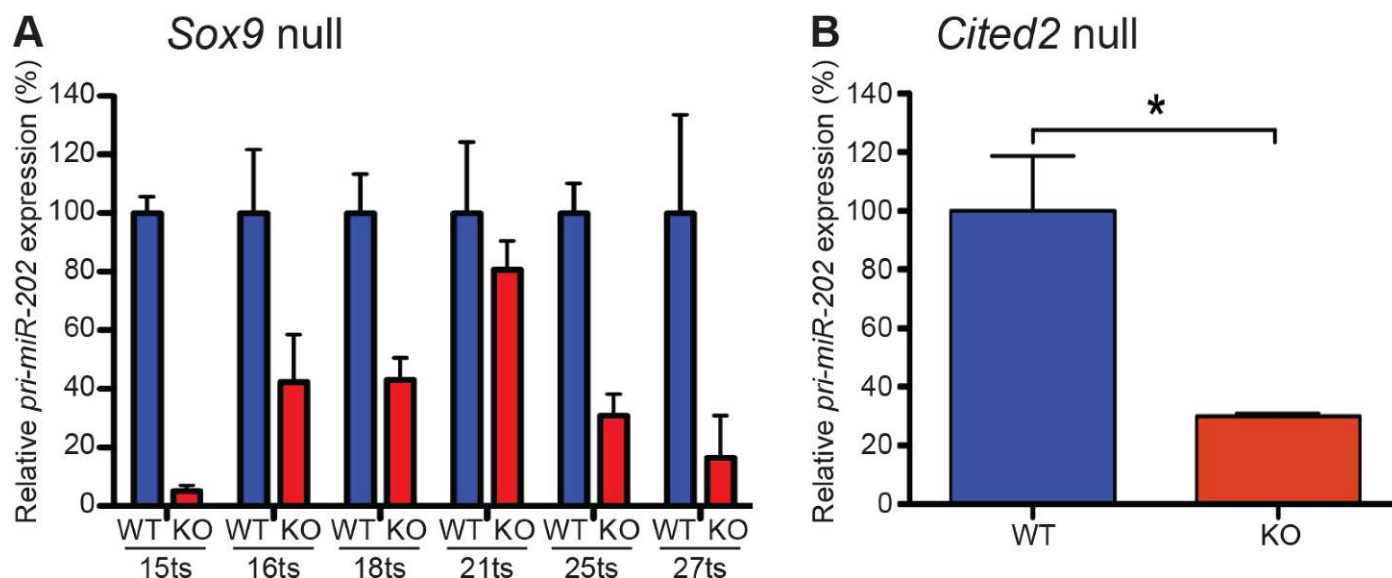 A Sox9 null
Relative pri-miR-202 expression (%)
140
120
100
80
60
40
20
0
WT KO WT KO WT KO WT KO WT KO WT KO
15ts 16ts 18ts 21ts 25ts 27ts
B Cited2 null
Relative pri-miR-202 expression (%)
140
120
100
80
60
40
20
0
*
WT KO